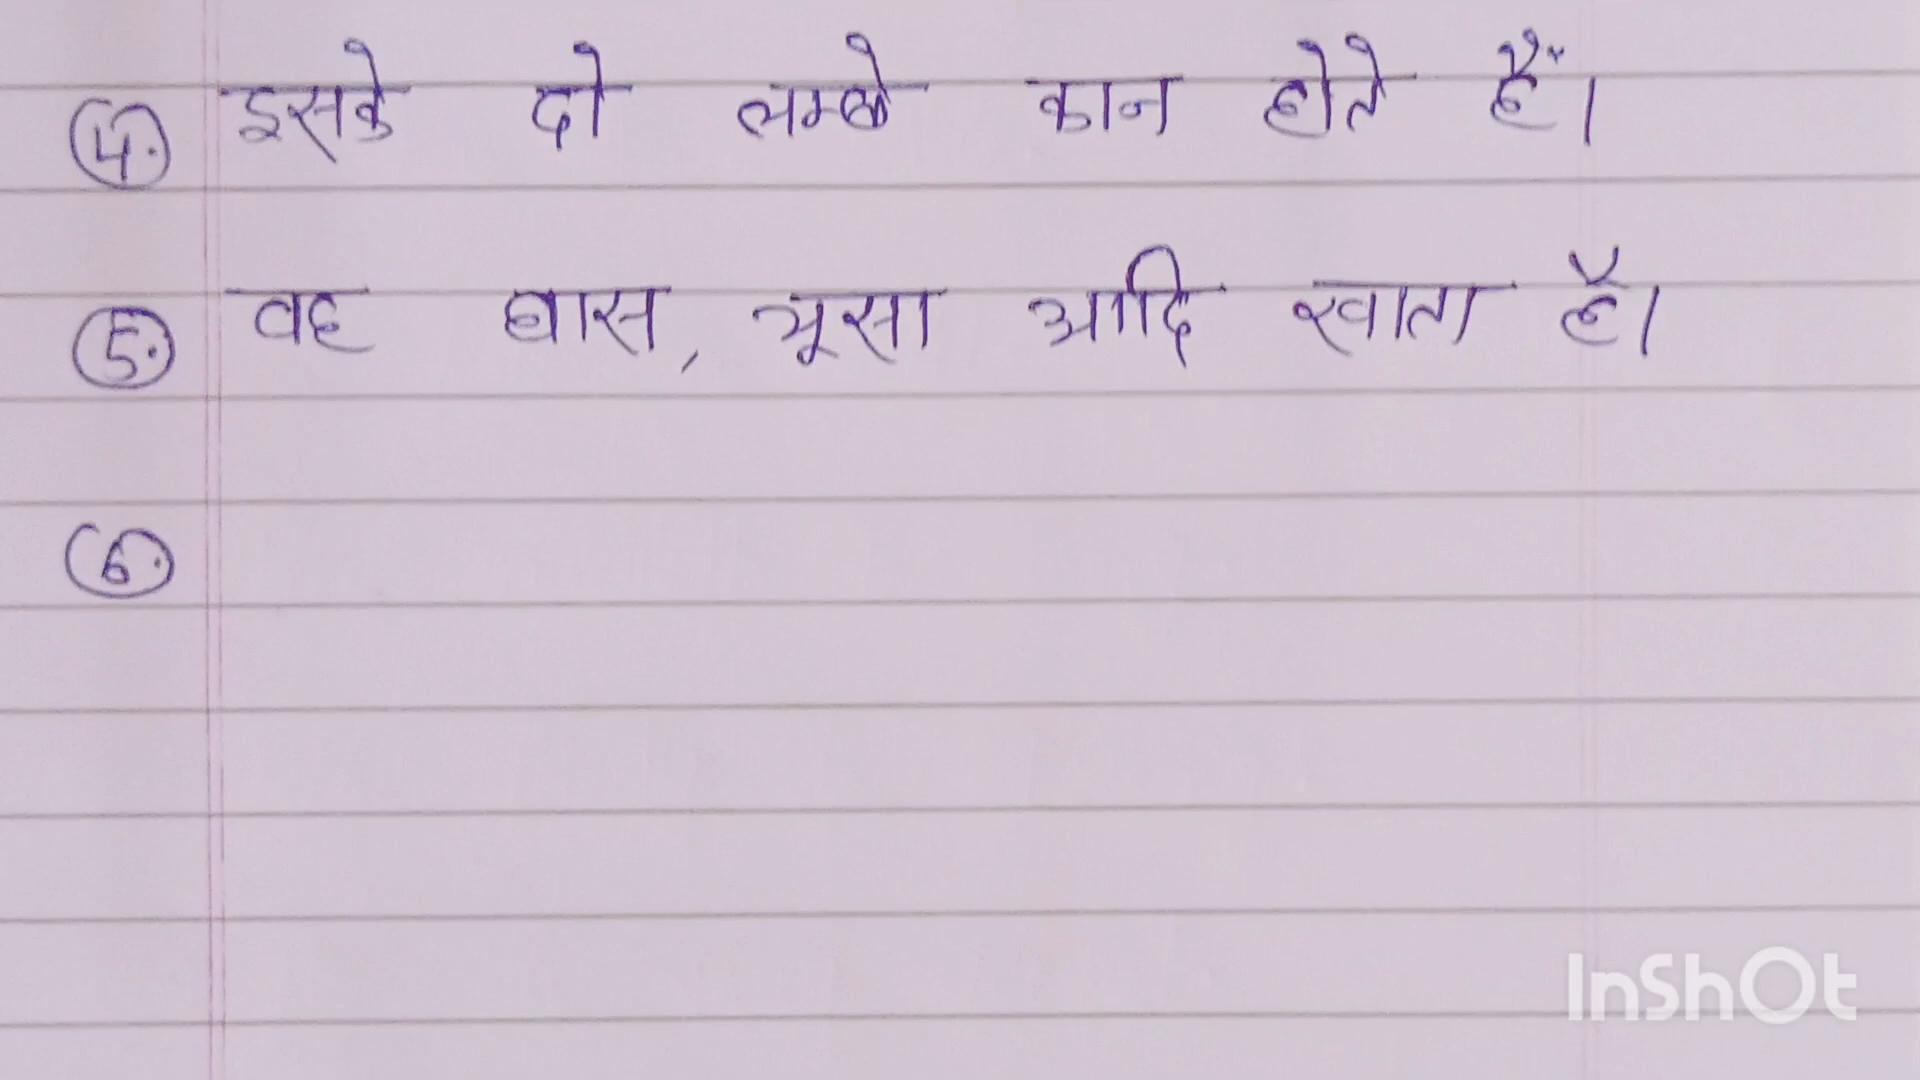 4. इसके दो लम्बे कान होते हैं।
5. वह घास, भूसा आदि खाता है।
6.
InShOt